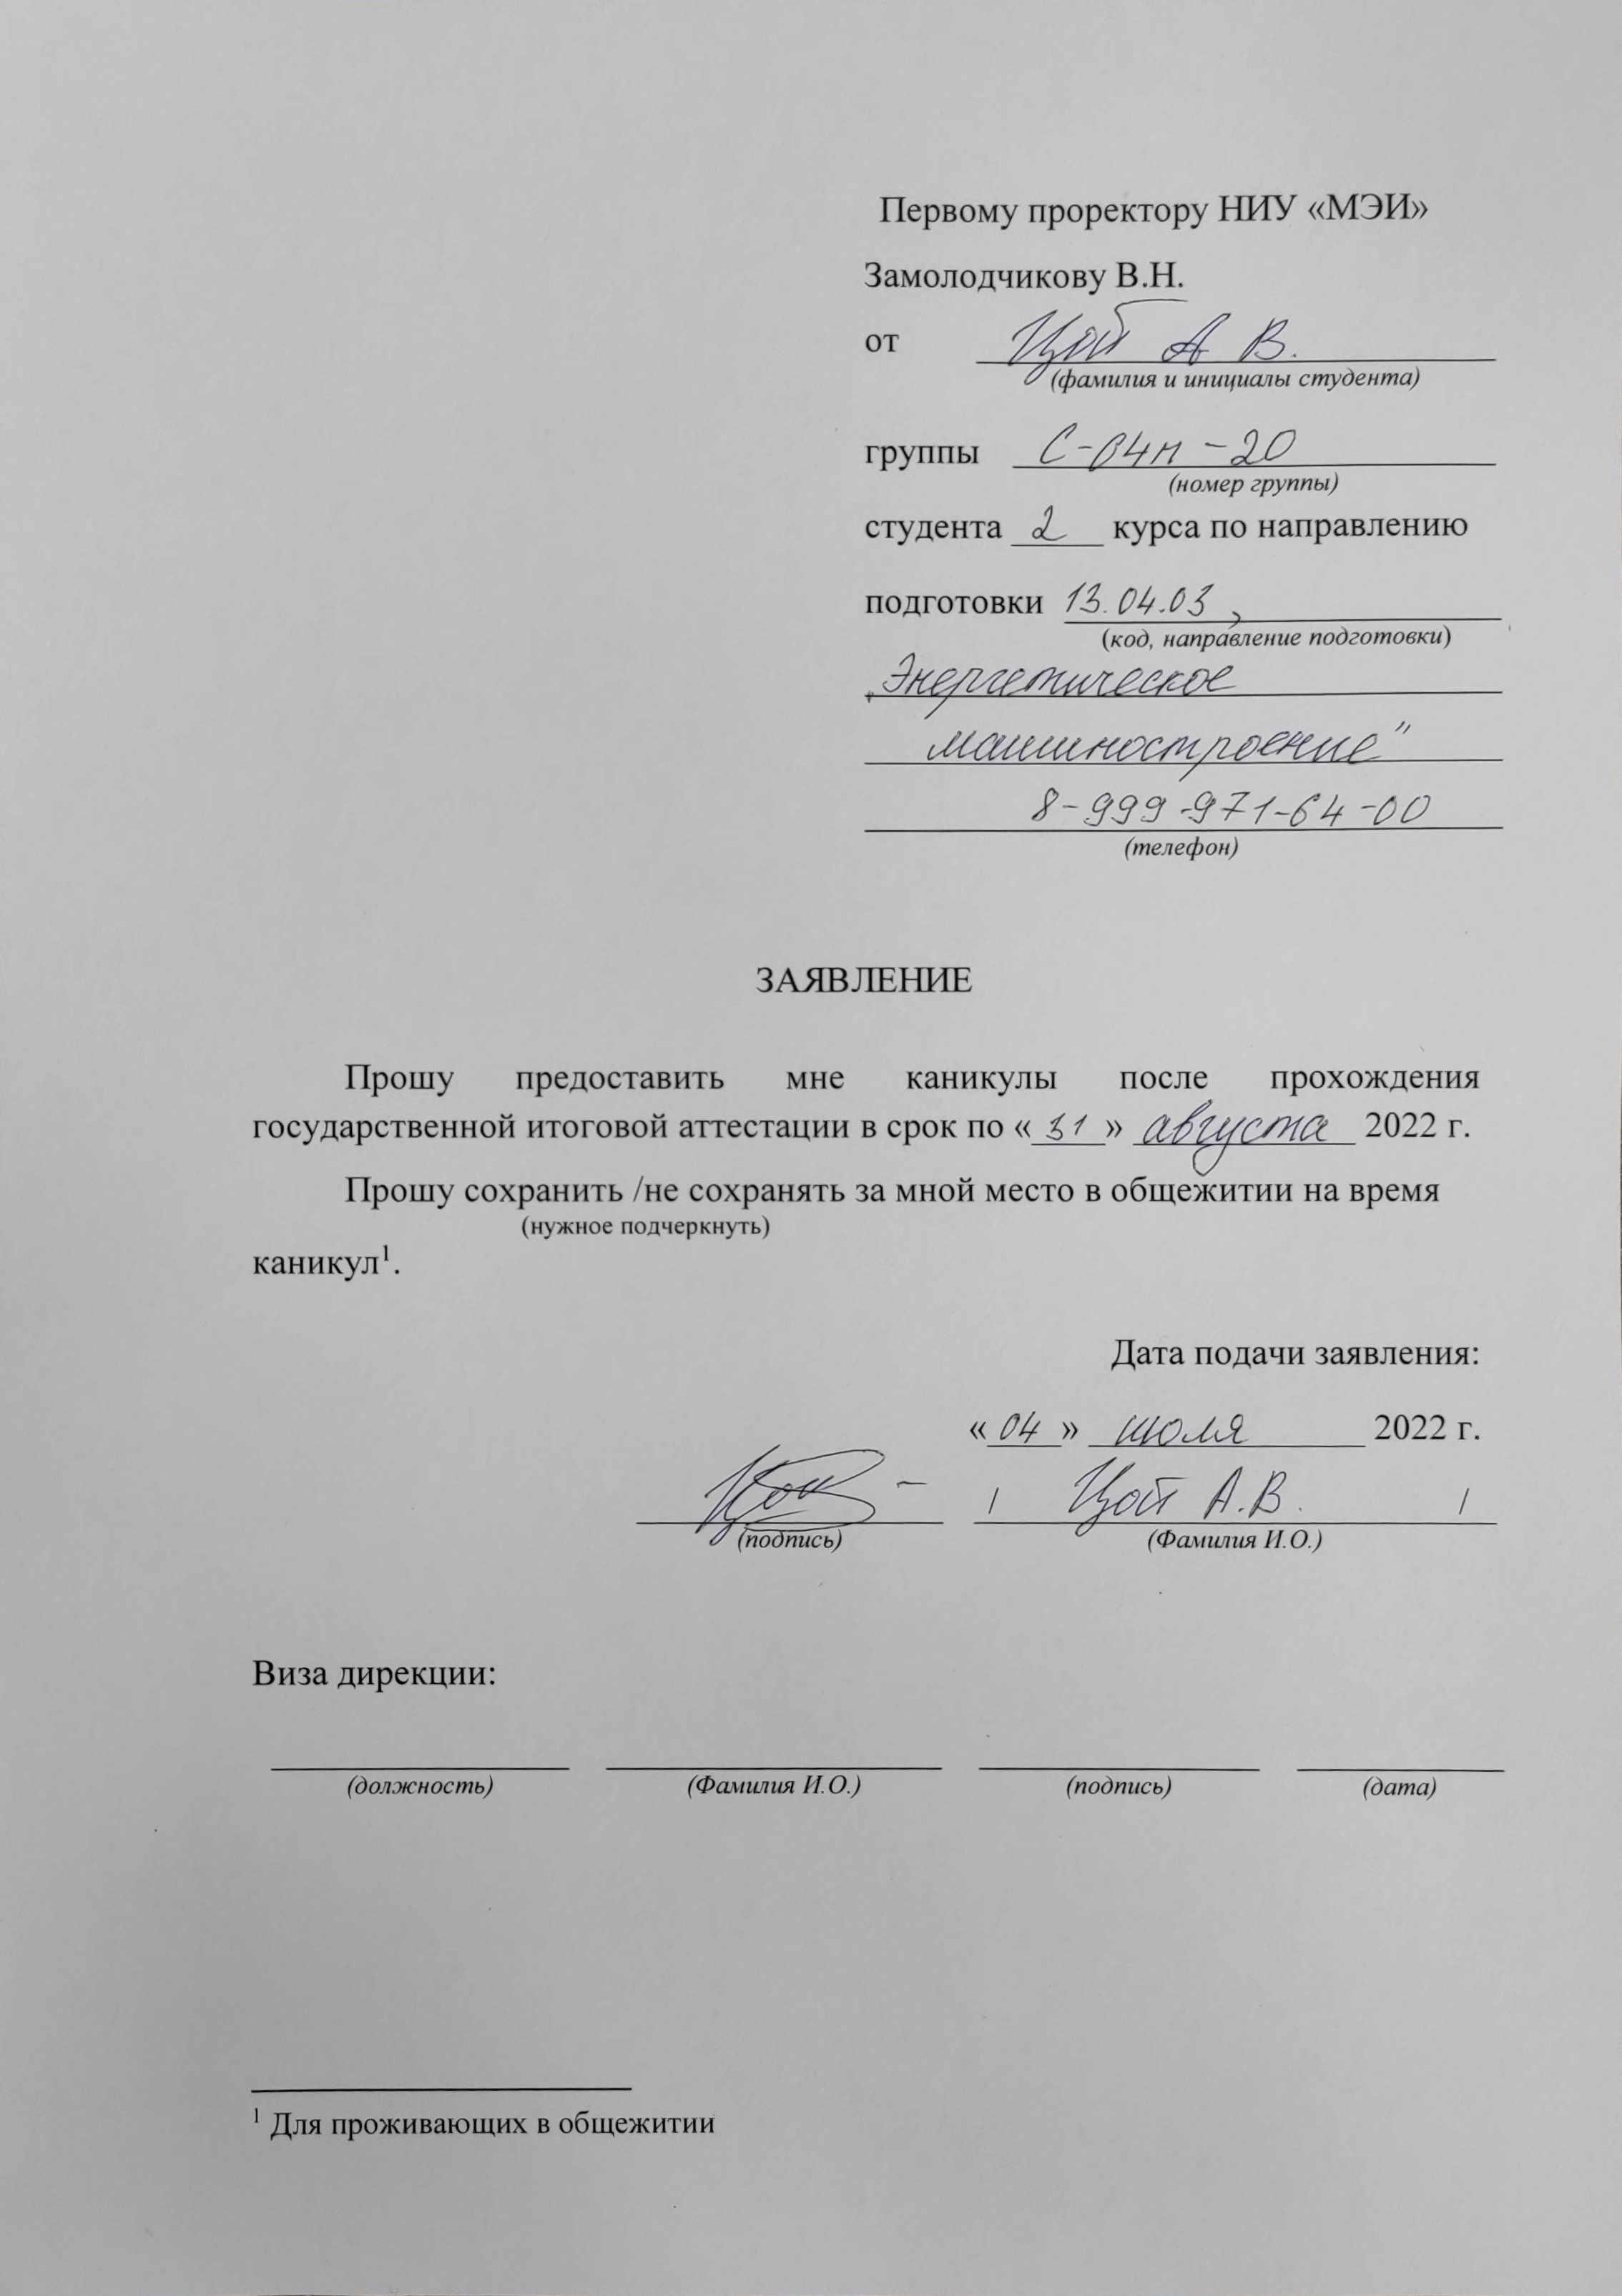 Первому проректору НИУ «МЭИ»
Замолодчикову В.Н.
от Цой А В.
(фамилия и инициалы студента)
группы С-04м-20
(номер группы)
студента 2 курса по направлению
подготовки 13.04.03,
(код, направление подготовки)
„Энергетическое
машиностроение"
8-999-971-64-00
(телефон)
ЗАЯВЛЕНИЕ
Прошу предоставить мне каникулы после прохождения
государственной итоговой аттестации в срок по «31» августа 2022 г.
Прошу сохранить /не сохранять за мной место в общежитии на время
(нужное подчеркнуть)
каникул¹.
Дата подачи заявления:
«04» июля 2022 г.
Цой / Цой А.В. /
(подпись) (Фамилия И.О.)
Виза дирекции:
(должность) (Фамилия И.О.) (подпись) (дата)
¹ Для проживающих в общежитии